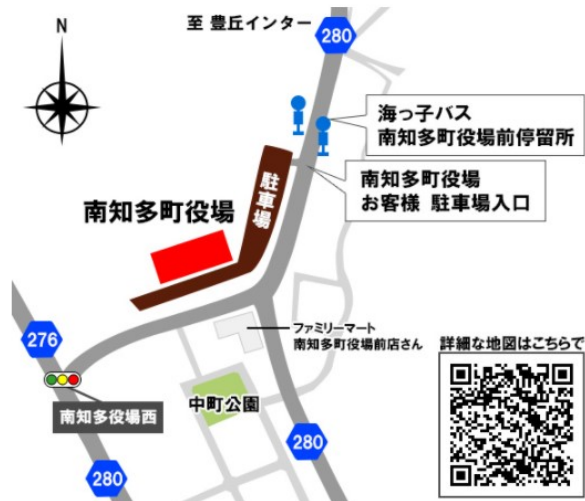 N
至 豊丘インター
280
海っ子バス
南知多町役場前停留所
南知多町役場
お客様 駐車場入口
駐車場
南知多町役場
276
ファミリーマート
南知多町役場前店さん
南知多役場西
中町公園
280
280
詳細な地図はこちらで